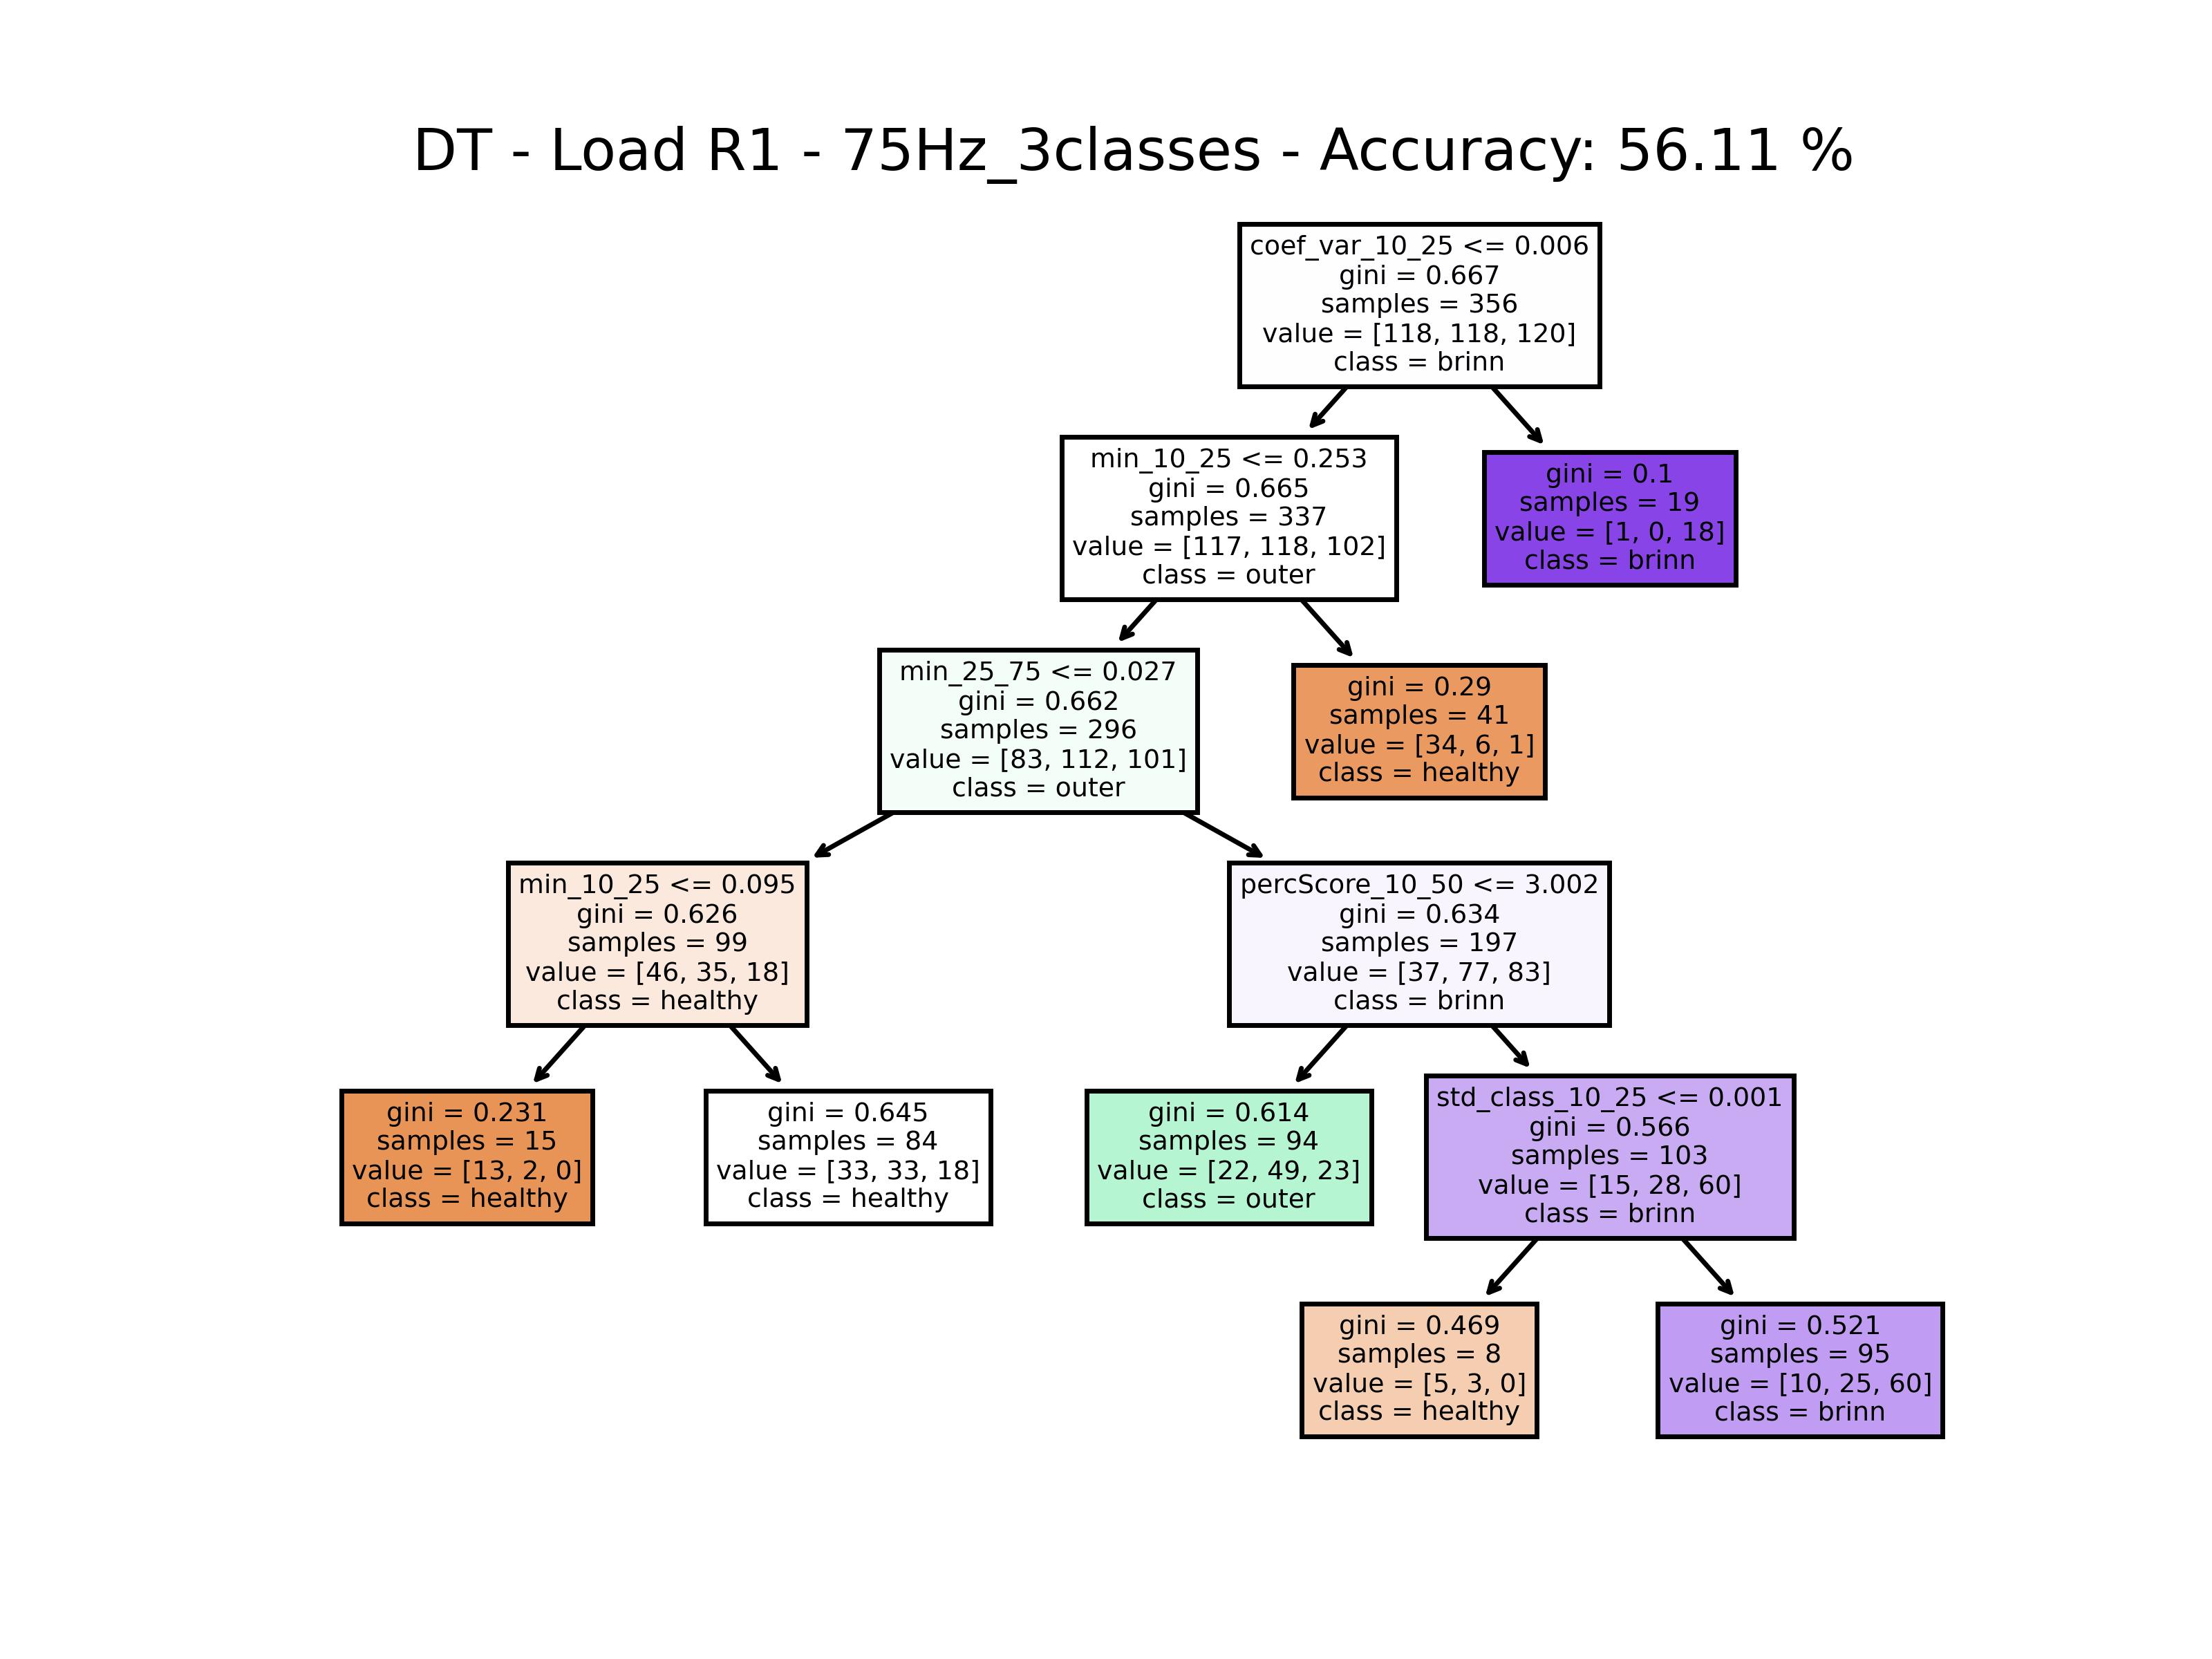 DT - Load R1 - 75Hz_3classes - Accuracy: 56.11 %
coef_var_10_25 <= 0.006
gini = 0.667
samples = 356
value = [118, 118, 120]
class = brinn
min_10_25 <= 0.253
gini = 0.665
samples = 337
value = [117, 118, 102]
class = outer
gini = 0.1
samples = 19
value = [1, 0, 18]
class = brinn
min_25_75 <= 0.027
gini = 0.662
samples = 296
value = [83, 112, 101]
class = outer
gini = 0.29
samples = 41
value = [34, 6, 1]
class = healthy
min_10_25 <= 0.095
gini = 0.626
samples = 99
value = [46, 35, 18]
class = healthy
percScore_10_50 <= 3.002
gini = 0.634
samples = 197
value = [37, 77, 83]
class = brinn
gini = 0.231
samples = 15
value = [13, 2, 0]
class = healthy
gini = 0.645
samples = 84
value = [33, 33, 18]
class = healthy
gini = 0.614
samples = 94
value = [22, 49, 23]
class = outer
std_class_10_25 <= 0.001
gini = 0.566
samples = 103
value = [15, 28, 60]
class = brinn
gini = 0.469
samples = 8
value = [5, 3, 0]
class = healthy
gini = 0.521
samples = 95
value = [10, 25, 60]
class = brinn